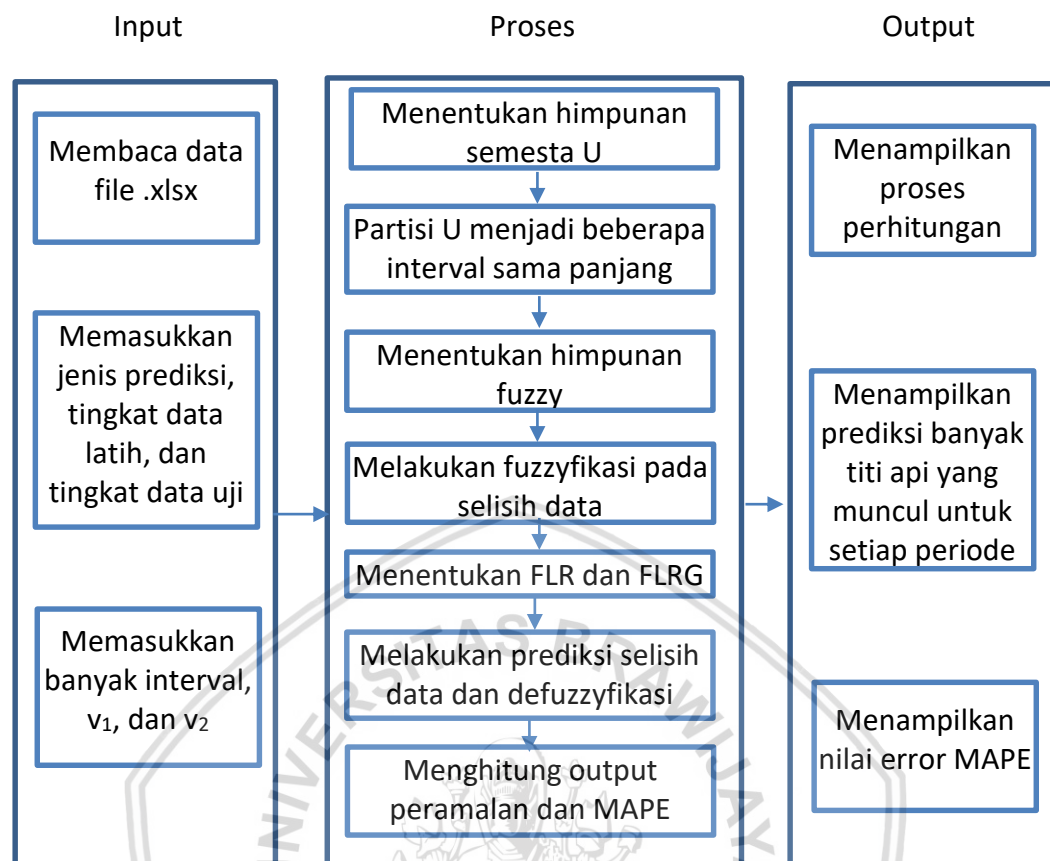 Input
Proses
Output
Membaca data
file .xlsx
Memasukkan
jenis prediksi,
tingkat data
latih, dan
tingkat data uji
Memasukkan
banyak interval,
v₁, dan v₂
Menentukan himpunan
semesta U
Partisi U menjadi beberapa
interval sama panjang
Menentukan himpunan
fuzzy
Melakukan fuzzyfikasi pada
selisih data
Menentukan FLR dan FLRG
Melakukan prediksi selisih
data dan defuzzyfikasi
Menghitung output
peramalan dan MAPE
Menampilkan
proses
perhitungan
Menampilkan
prediksi banyak
titi api yang
muncul untuk
setiap periode
Menampilkan
nilai error MAPE
NIVERSITAS BRAWIJAY